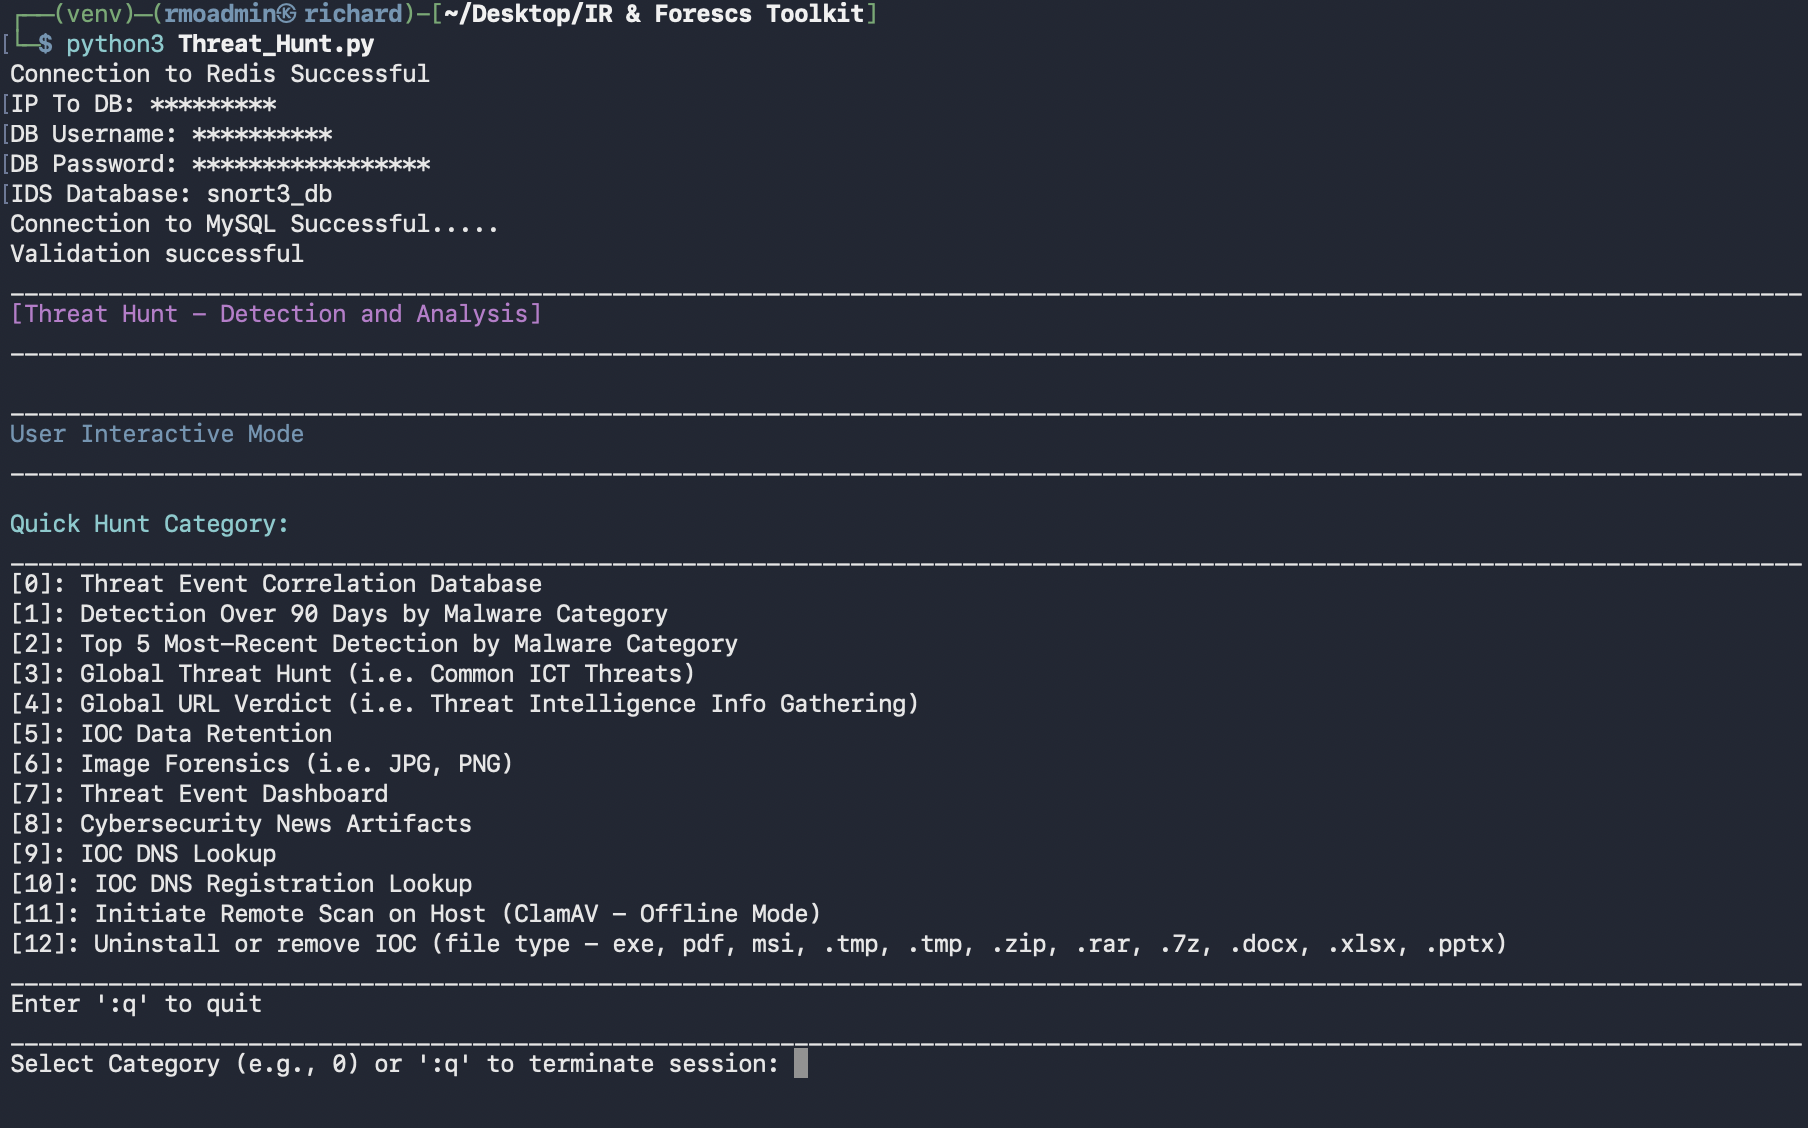 (venv)—(rmoadmin㉿richard)-[~/Desktop/IR & Forescs Toolkit]
$ python3 Threat_Hunt.py
Connection to Redis Successful
IP To DB: *********
DB Username: **********
DB Password: *****************
IDS Database: snort3_db
Connection to MySQL Successful.....
Validation successful
[Threat Hunt – Detection and Analysis]
User Interactive Mode
Quick Hunt Category:
[0]: Threat Event Correlation Database
[1]: Detection Over 90 Days by Malware Category
[2]: Top 5 Most-Recent Detection by Malware Category
[3]: Global Threat Hunt (i.e. Common ICT Threats)
[4]: Global URL Verdict (i.e. Threat Intelligence Info Gathering)
[5]: IOC Data Retention
[6]: Image Forensics (i.e. JPG, PNG)
[7]: Threat Event Dashboard
[8]: Cybersecurity News Artifacts
[9]: IOC DNS Lookup
[10]: IOC DNS Registration Lookup
[11]: Initiate Remote Scan on Host (ClamAV – Offline Mode)
[12]: Uninstall or remove IOC (file type – exe, pdf, msi, .tmp, .tmp, .zip, .rar, .7z, .docx, .xlsx, .pptx)
Enter ':q' to quit
Select Category (e.g., 0) or ':q' to terminate session: